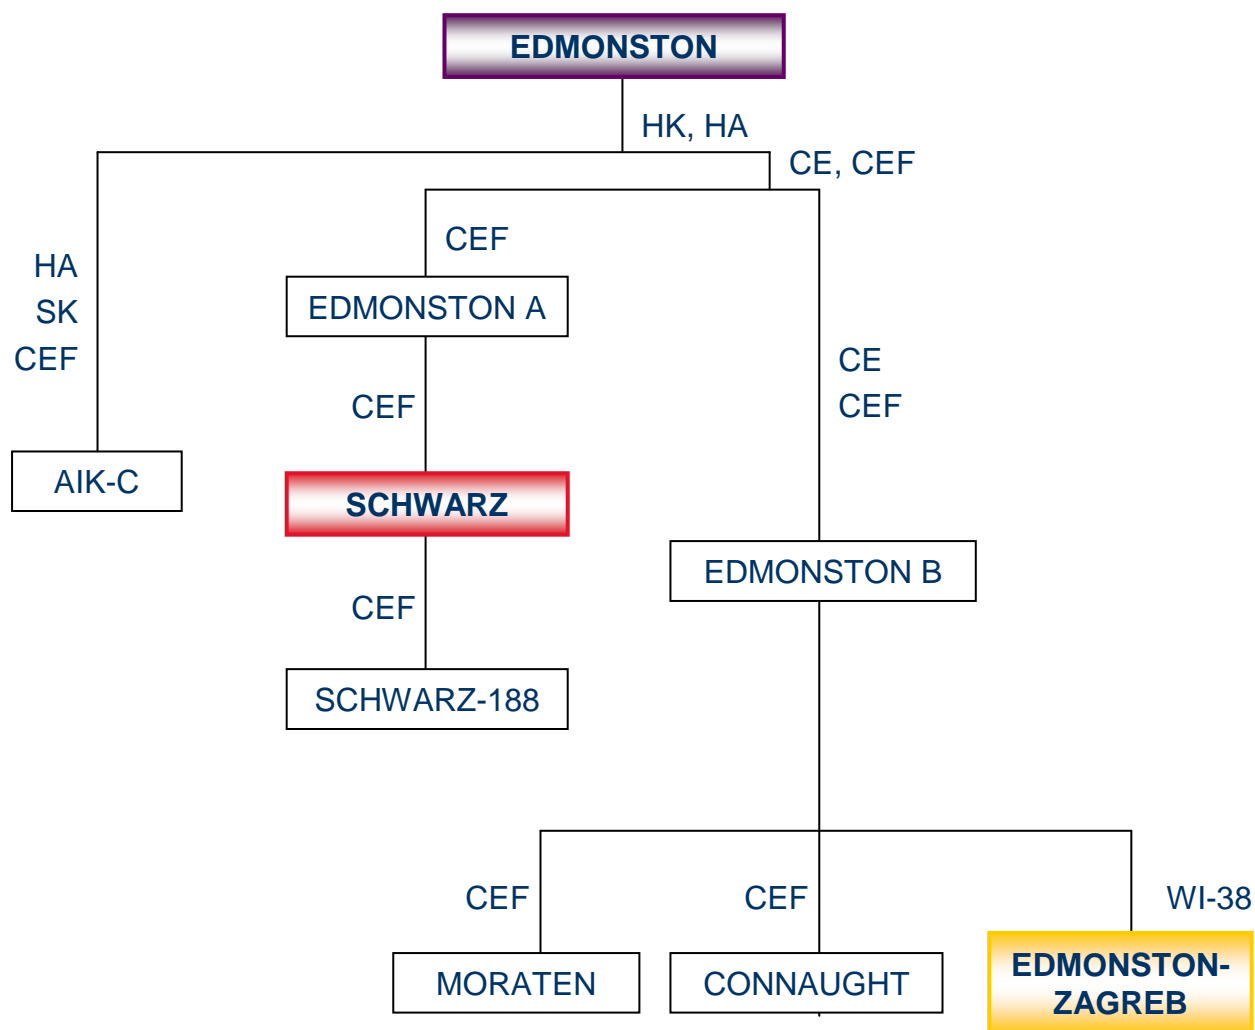 EDMONSTON
HK, HA
CE, CEF
CEF
HA
SK
CEF
EDMONSTON A
CE
CEF
CEF
AIK-C
SCHWARZ
EDMONSTON B
CEF
SCHWARZ-188
CEF
CEF
WI-38
MORATEN
CONNAUGHT
EDMONSTON-
ZAGREB